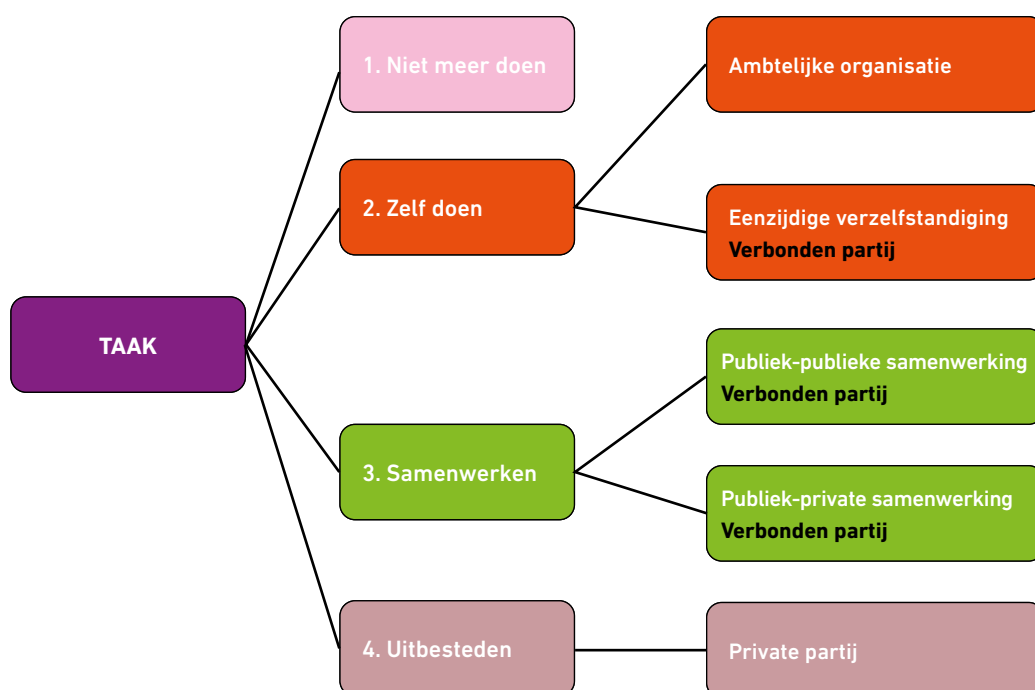 1. Niet meer doen
Ambtelijke organisatie
2. Zelf doen
Eenzijdige verzelfstandiging
Verbonden partij
TAAK
Publiek-publieke samenwerking
Verbonden partij
3. Samenwerken
Publiek-private samenwerking
Verbonden partij
4. Uitbesteden
Private partij